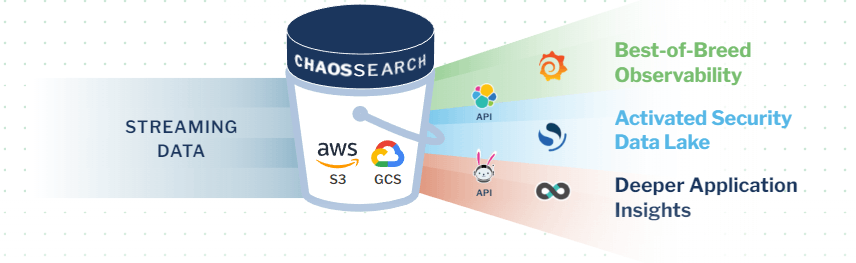 STREAMING
DATA
CHAOSSEARCH
aws
S3
GCS
API
API
Best-of-Breed
Observability
Activated Security
Data Lake
Deeper Application
Insights